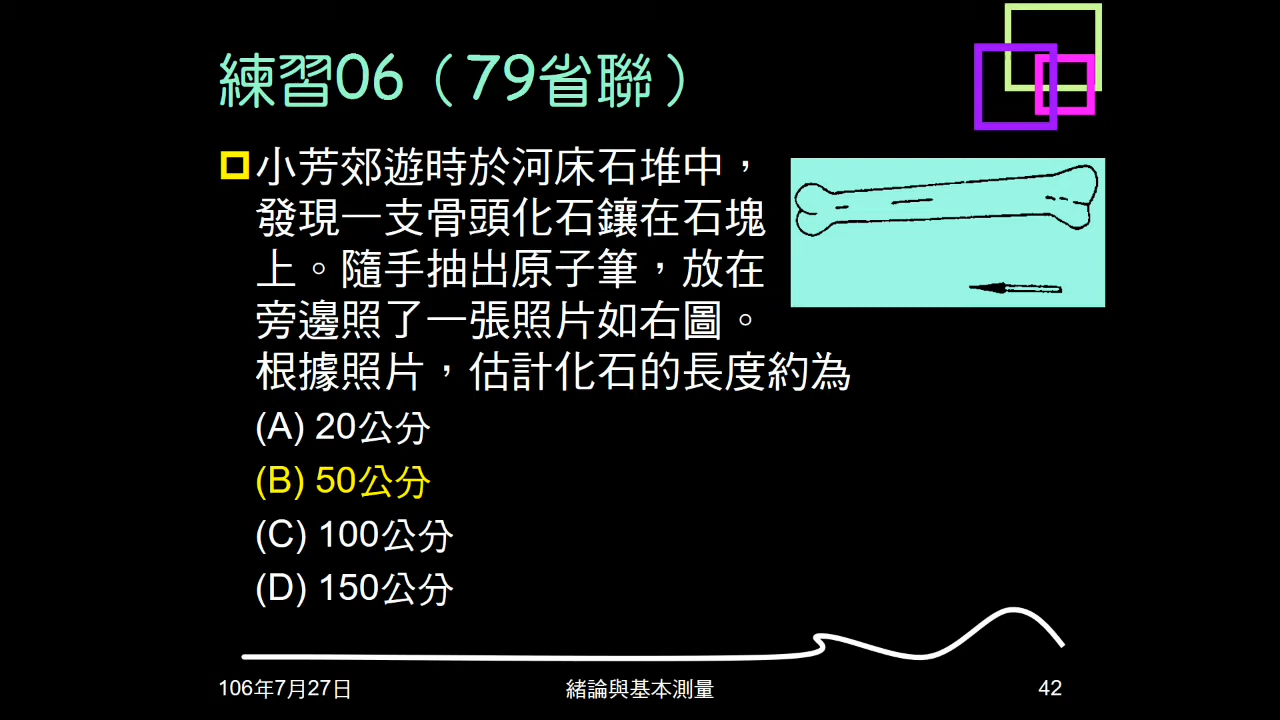 練習06（79省聯）
小芳郊遊時於河床石堆中，
發現一支骨頭化石鑲在石塊
上。隨手抽出原子筆，放在
旁邊照了一張照片如右圖。
根據照片，估計化石的長度約為
(A) 20公分
(B) 50公分
(C) 100公分
(D) 150公分
106年7月27日
緒論與基本測量
42